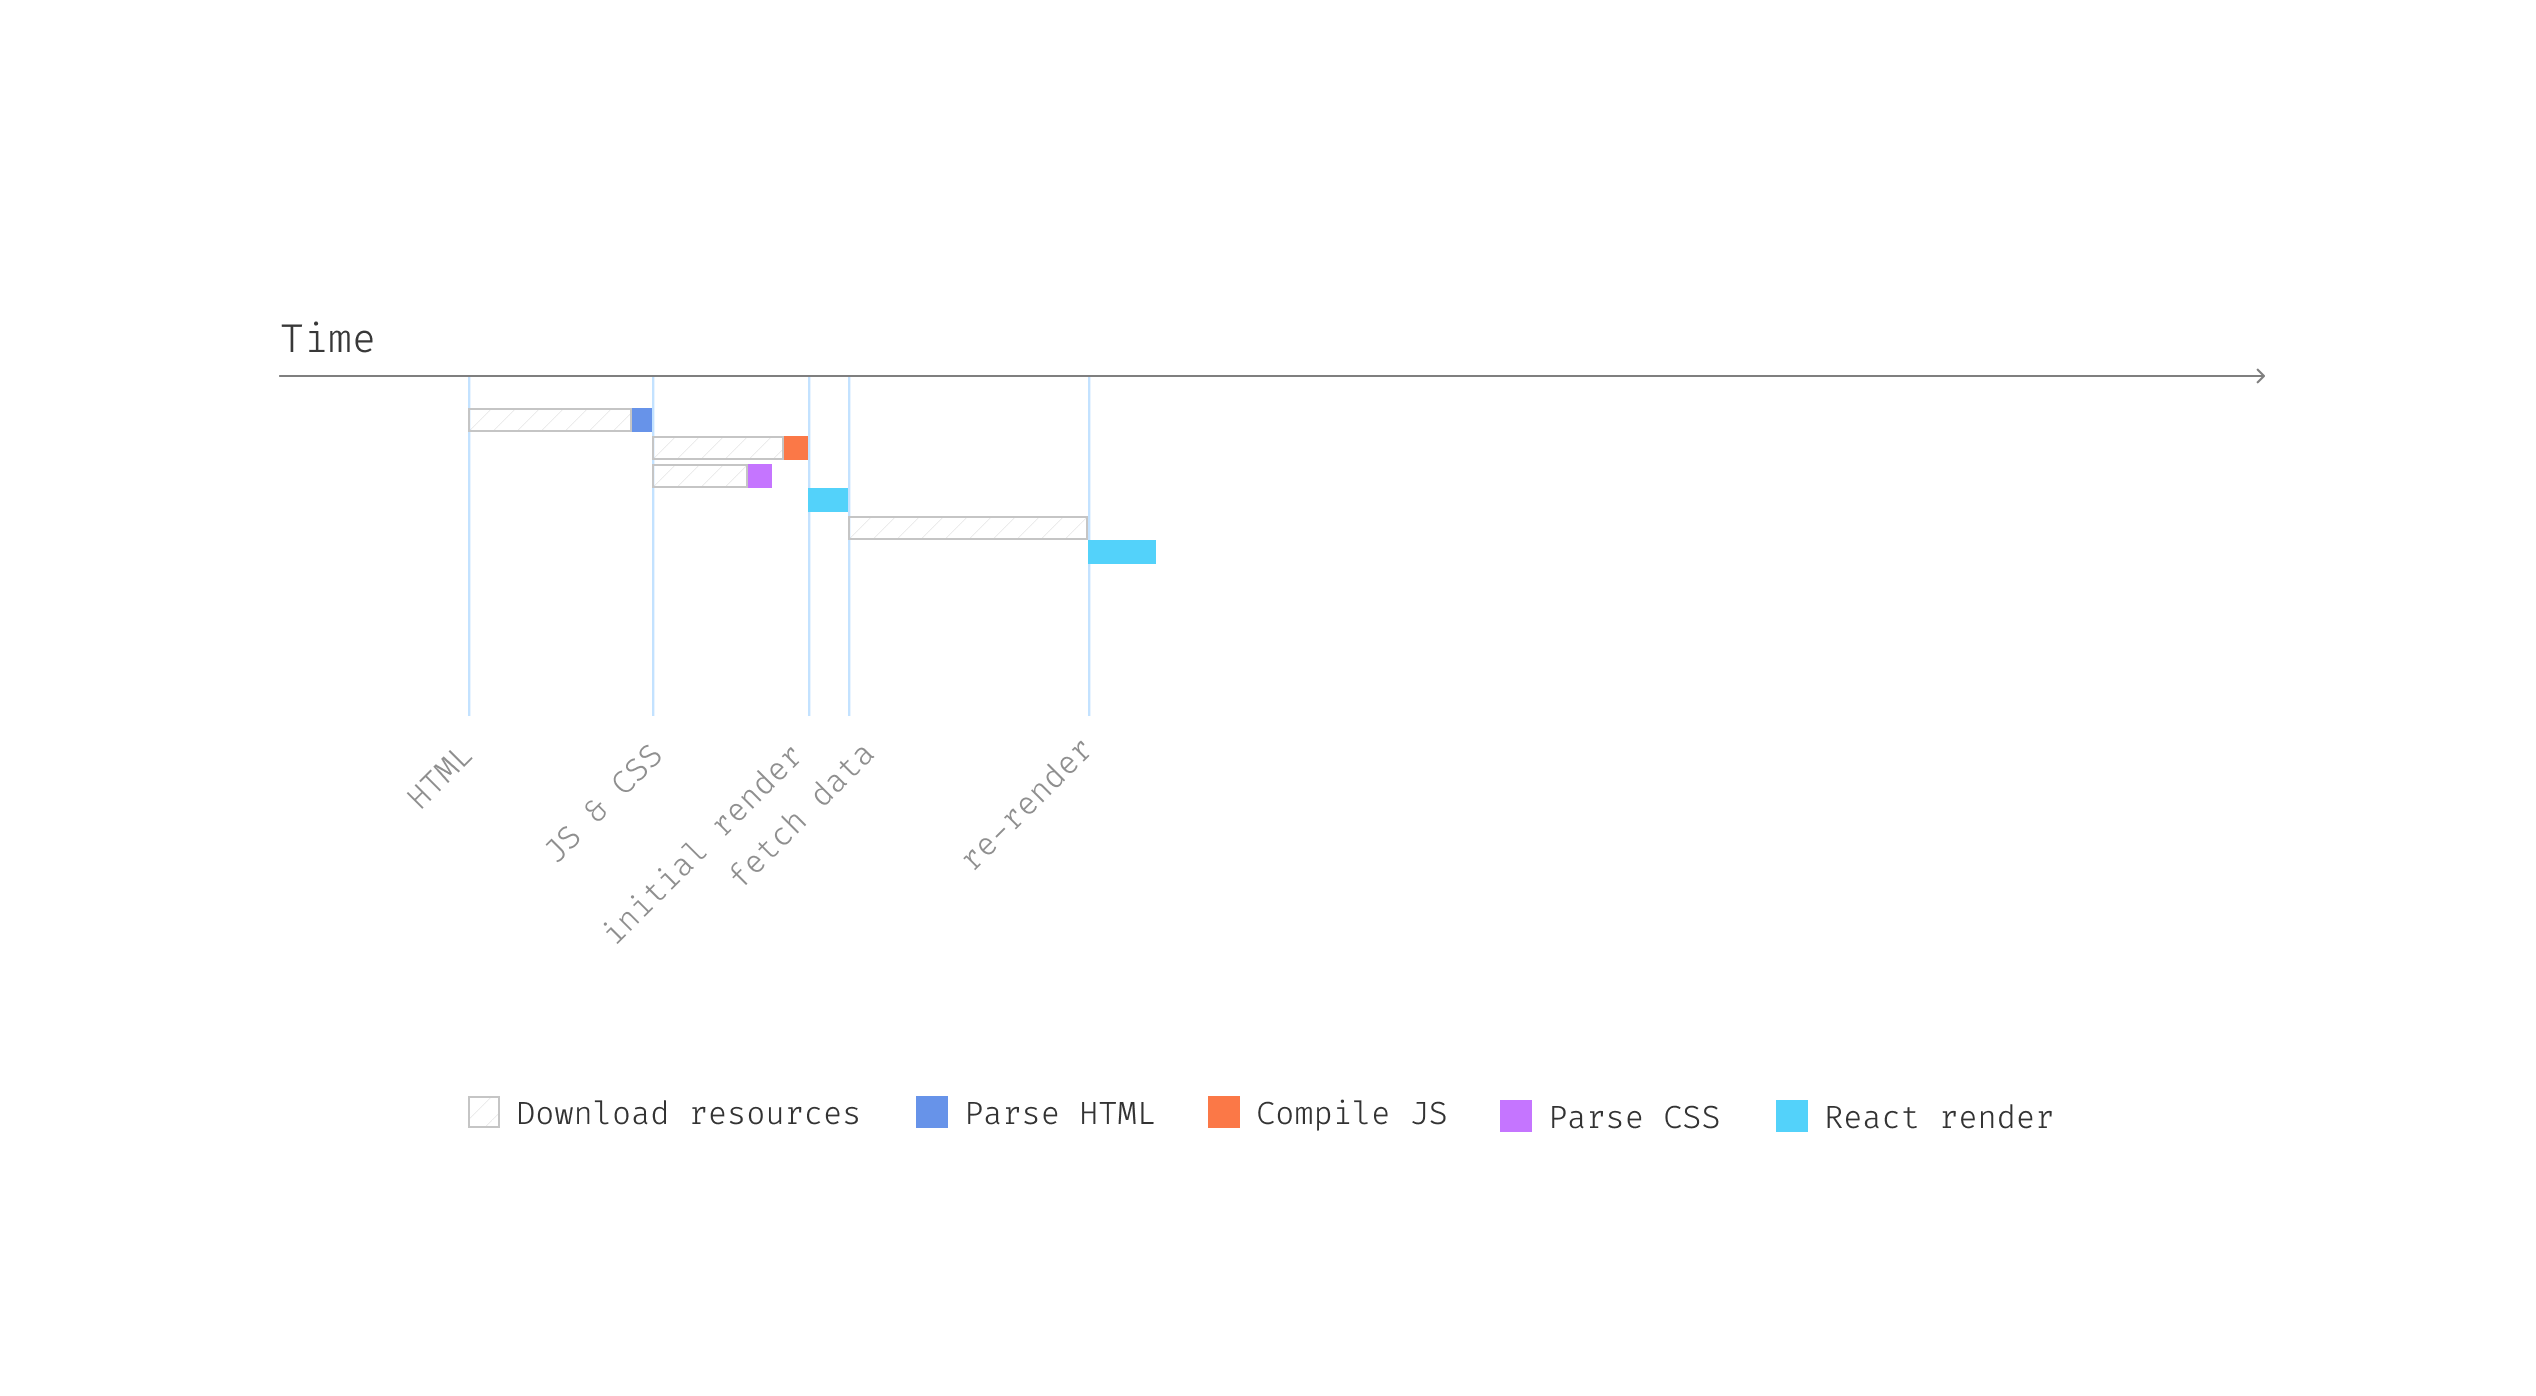 Time
HTML
JS & CSS
initial render
fetch data
re-render
Download resources
Parse HTML
Compile JS
Parse CSS
React render